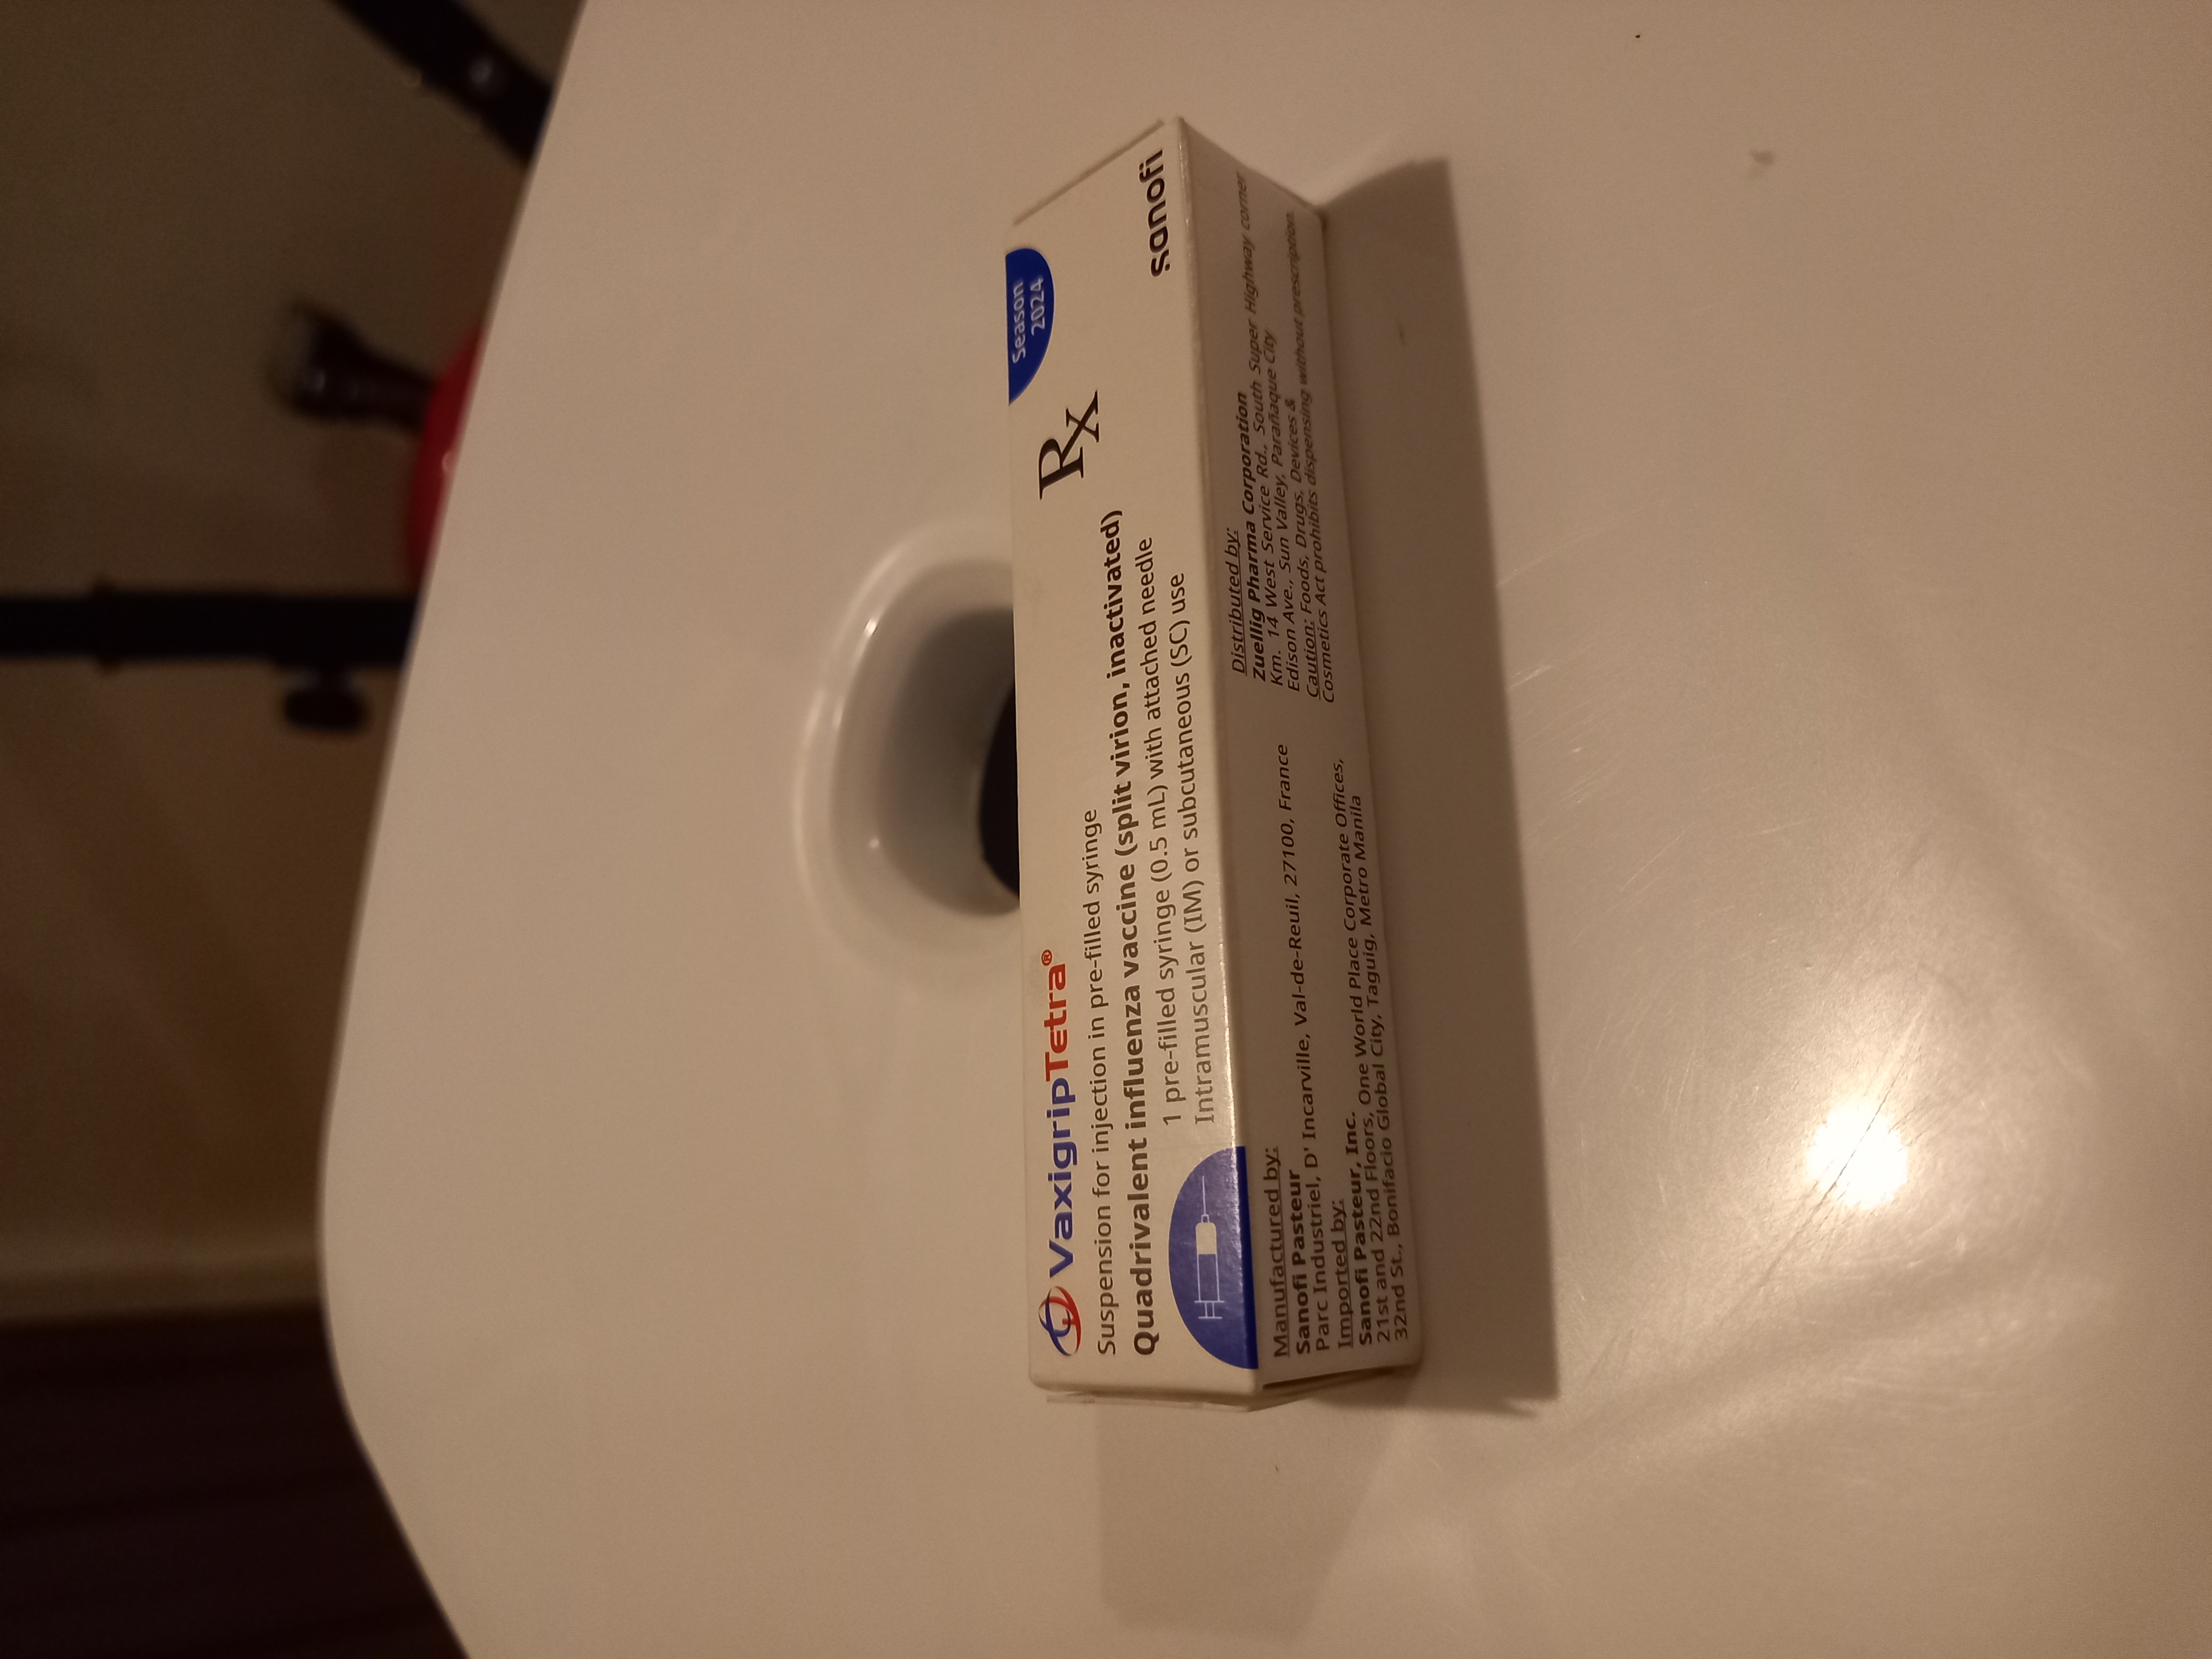 VaxigripTetra®
Suspension for injection in pre-filled syringe
Quadrivalent influenza vaccine (split virion, inactivated)
1 pre-filled syringe (0.5 mL) with attached needle
Intramuscular (IM) or subcutaneous (SC) use
Rx
Season
2024
sanofi
Manufactured by:
Sanofi Pasteur
Parc Industriel, D' Incarville, Val-de-Reuil, 27100, France
Imported by:
Sanofi Pasteur, Inc.
21st and 22nd Floors, One World Place Corporate Offices,
32nd St., Bonifacio Global City, Taguig, Metro Manila
Distributed by:
Zuellig Pharma Corporation
Km. 14 West Service Rd., South Super Highway corner
Edison Ave., Sun Valley, Parañaque City
Caution: Foods, Drugs, Devices &
Cosmetics Act prohibits dispensing without prescription.